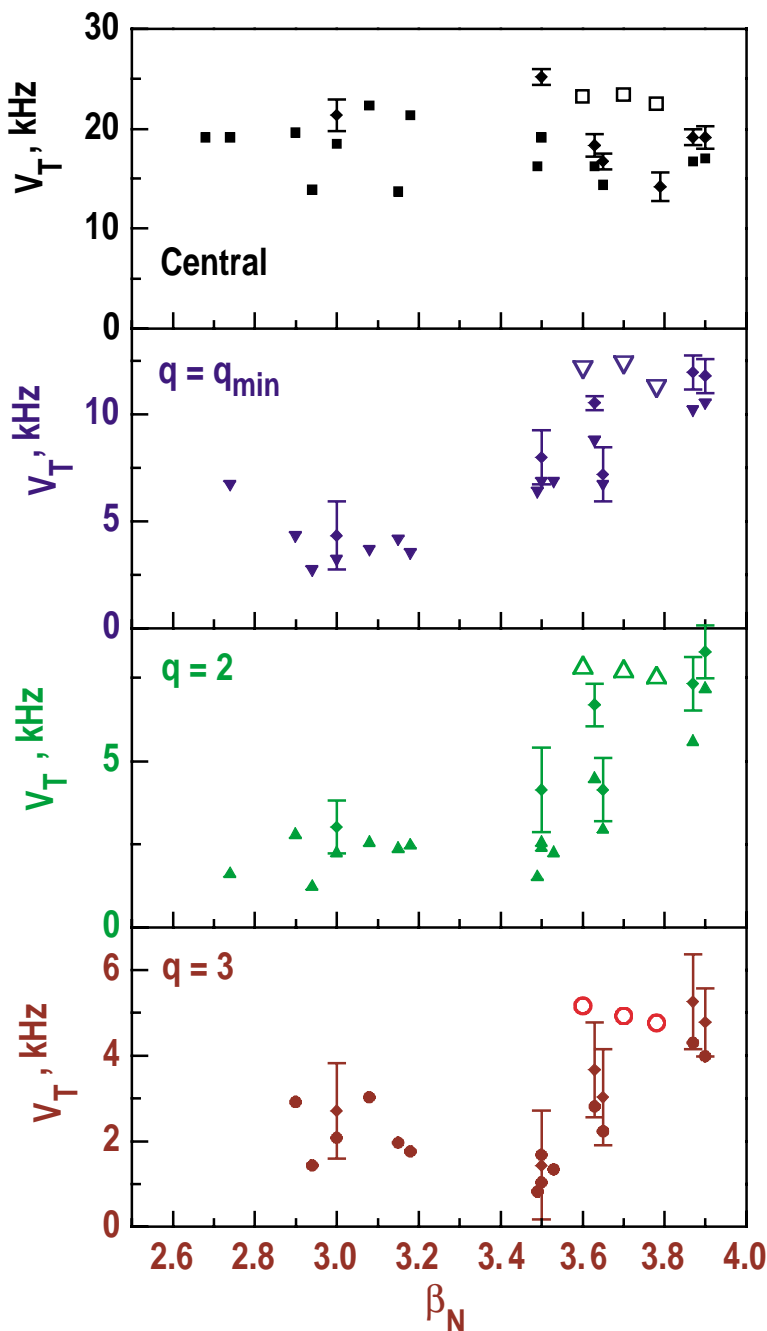 30
20
10
0
V_T, kHz
Central
10
5
0
V_T, kHz
q = q_min
5
0
V_T, kHz
q = 2
6
4
2
0
V_T, kHz
q = 3
2.6 2.8 3.0 3.2 3.4 3.6 3.8 4.0
β_N